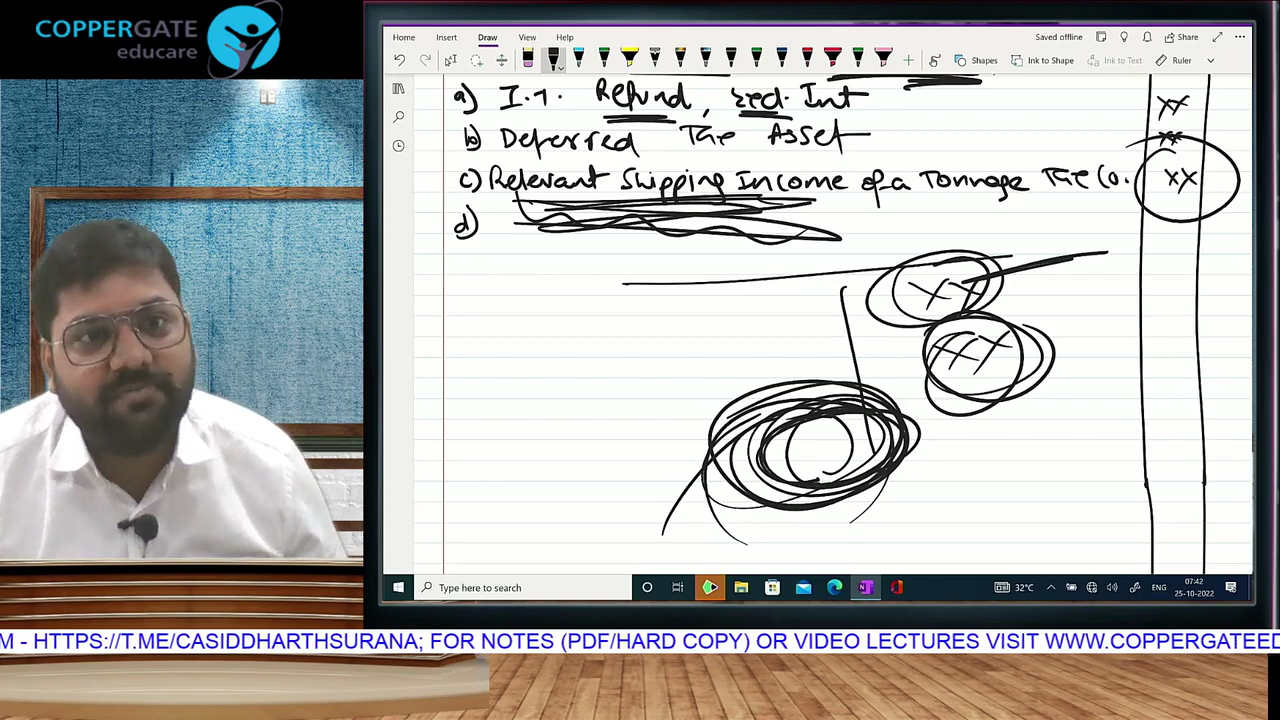 COPPERGATE
educare
Home Insert Draw View Help
Saved offline
Share
Shapes
Ink to Shape
Ink to Text
Ruler
a) I.T. Refund, Int
xx
b) Deferred Tax Asset
xx
c) Relevant Shipping Income of a Tonnage Tax Co.
xx
d)
xx
xx
Type here to search
32°C
ENG
07:42
25-10-2022
M - HTTPS://T.ME/CASIDDHARTHSURANA; FOR NOTES (PDF/HARD COPY) OR VIDEO LECTURES VISIT WWW.COPPERGATEED